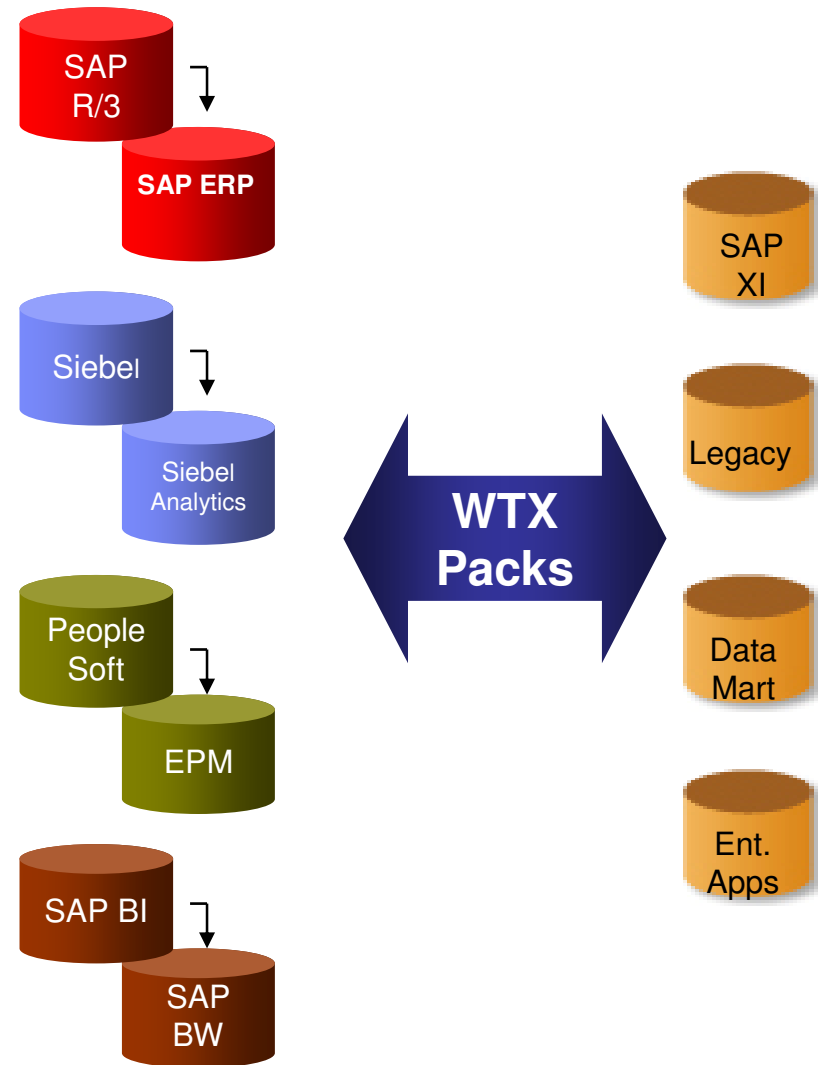 SAP
R/3
SAP ERP
Siebel
Siebel
Analytics
People
Soft
EPM
SAP BI
SAP
BW
WTX
Packs
SAP
XI
Legacy
Data
Mart
Ent.
Apps